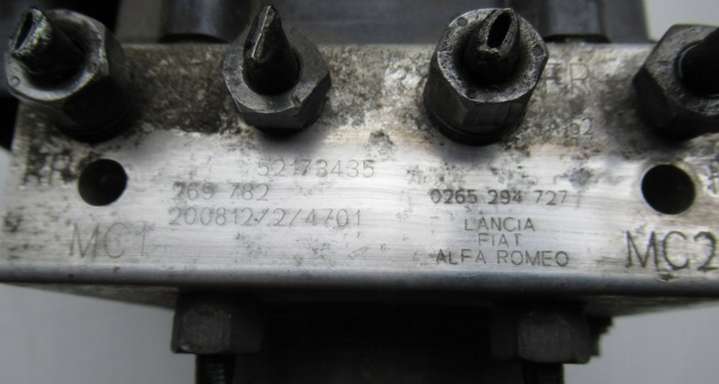 52173435
769 782
200812/2/4701
0265 294 727
LANCIA
FIAT
ALFA ROMEO
MC1
MC2